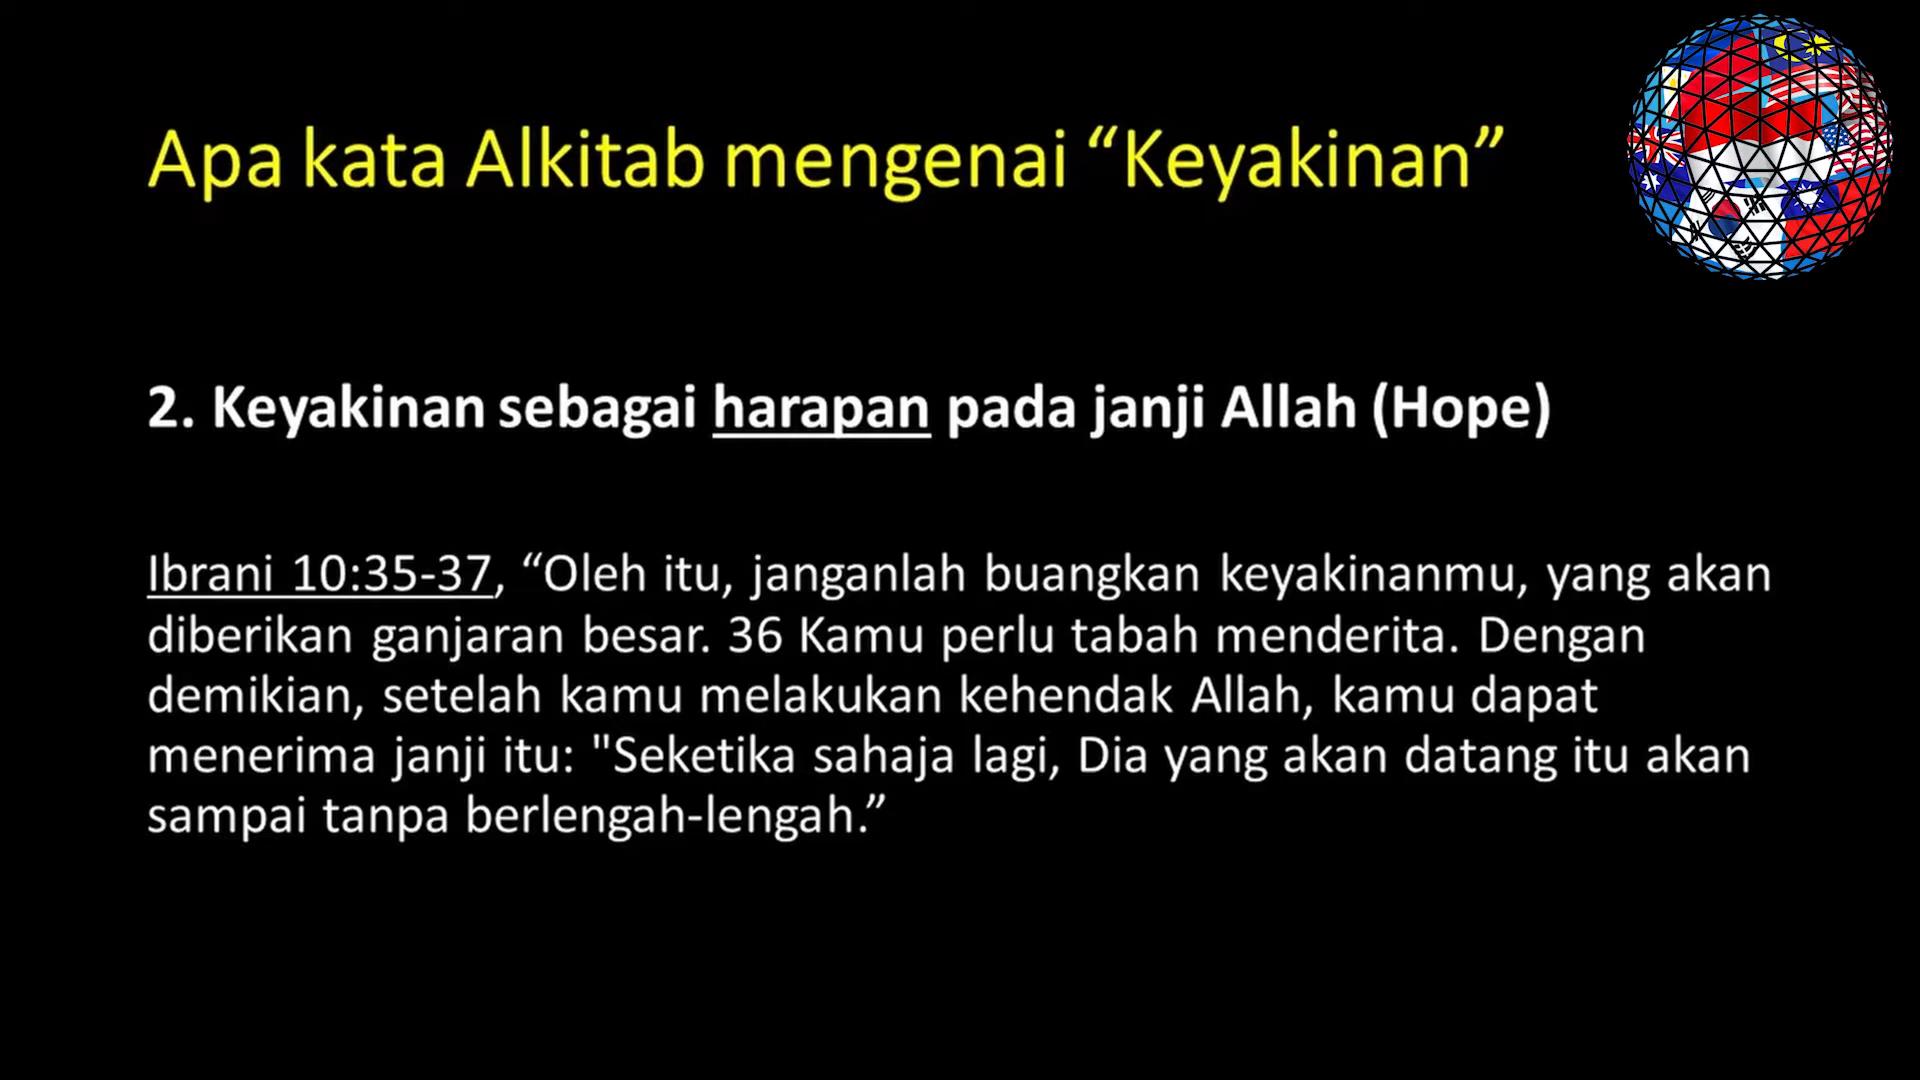 Apa kata Alkitab mengenai “Keyakinan”
2. Keyakinan sebagai harapan pada janji Allah (Hope)
Ibrani 10:35-37, “Oleh itu, janganlah buangkan keyakinanmu, yang akan
diberikan ganjaran besar. 36 Kamu perlu tabah menderita. Dengan
demikian, setelah kamu melakukan kehendak Allah, kamu dapat
menerima janji itu: "Seketika sahaja lagi, Dia yang akan datang itu akan
sampai tanpa berlengah-lengah.”